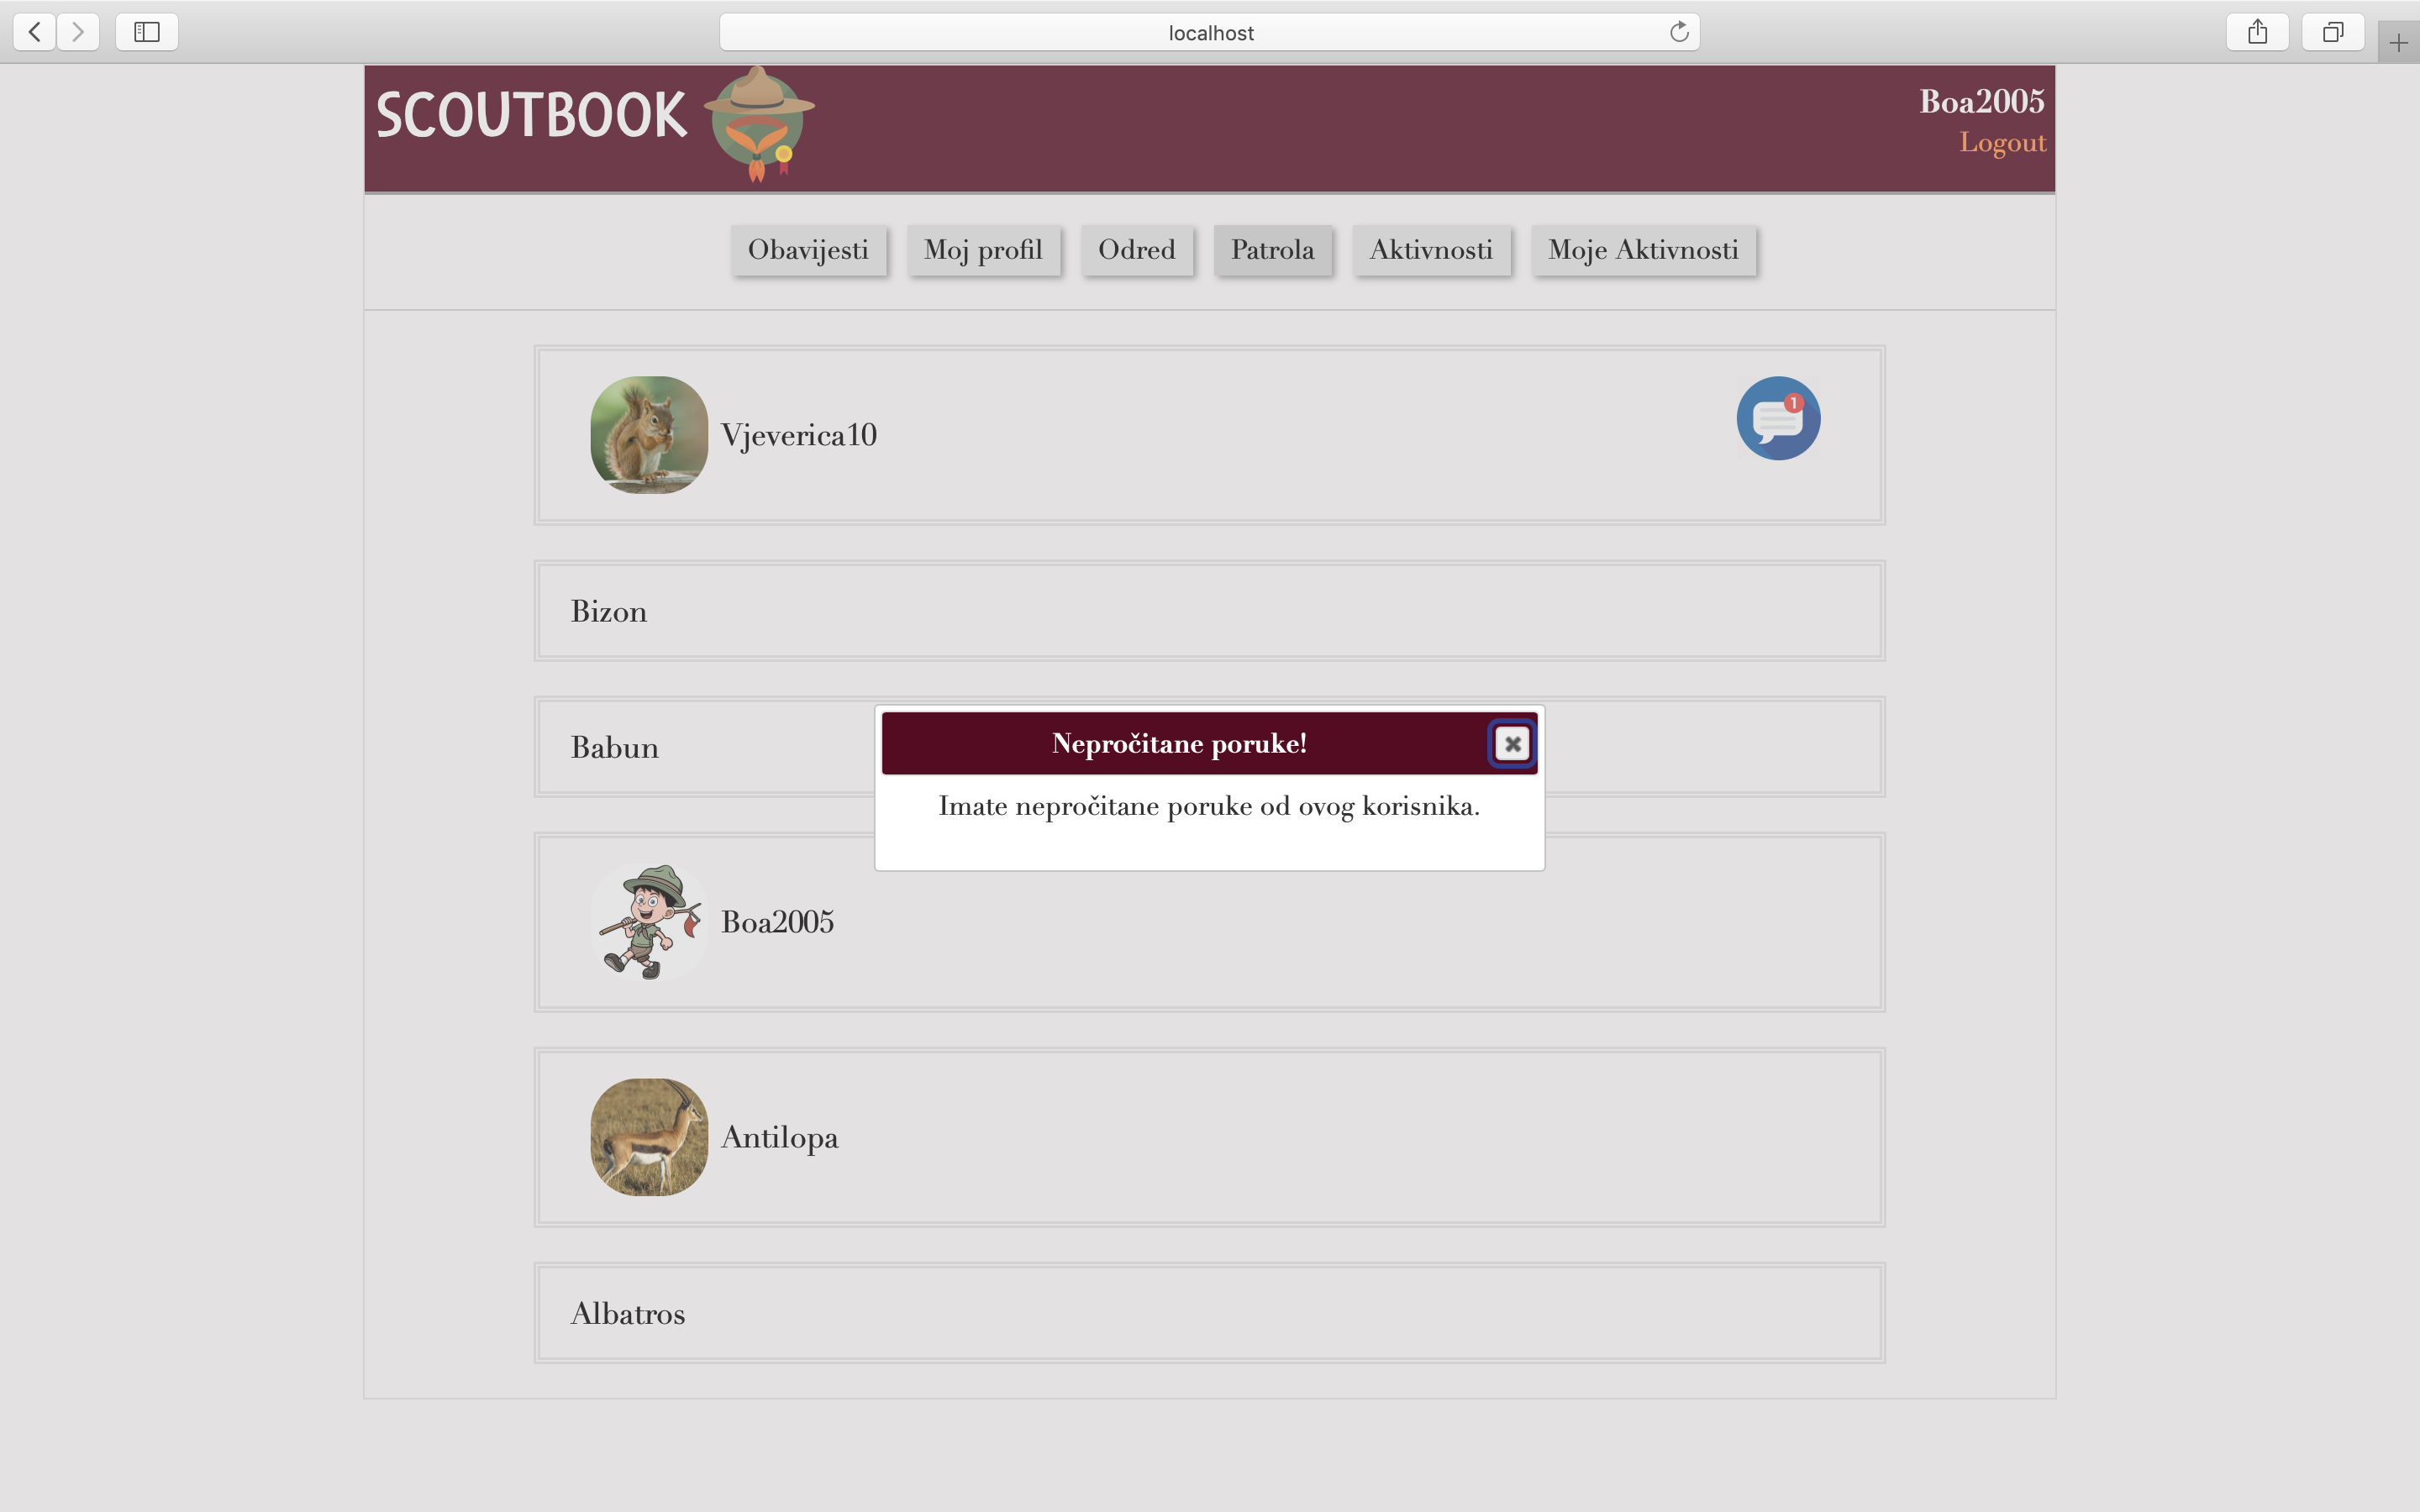 localhost
SCOUTBOOK
Boa2005
Logout
Obavijesti Moj profil Odred Patrola Aktivnosti Moje Aktivnosti
Vjeverica10
1
Bizon
Babun
Nepročitane poruke!
Imate nepročitane poruke od ovog korisnika.
Boa2005
Antilopa
Albatros